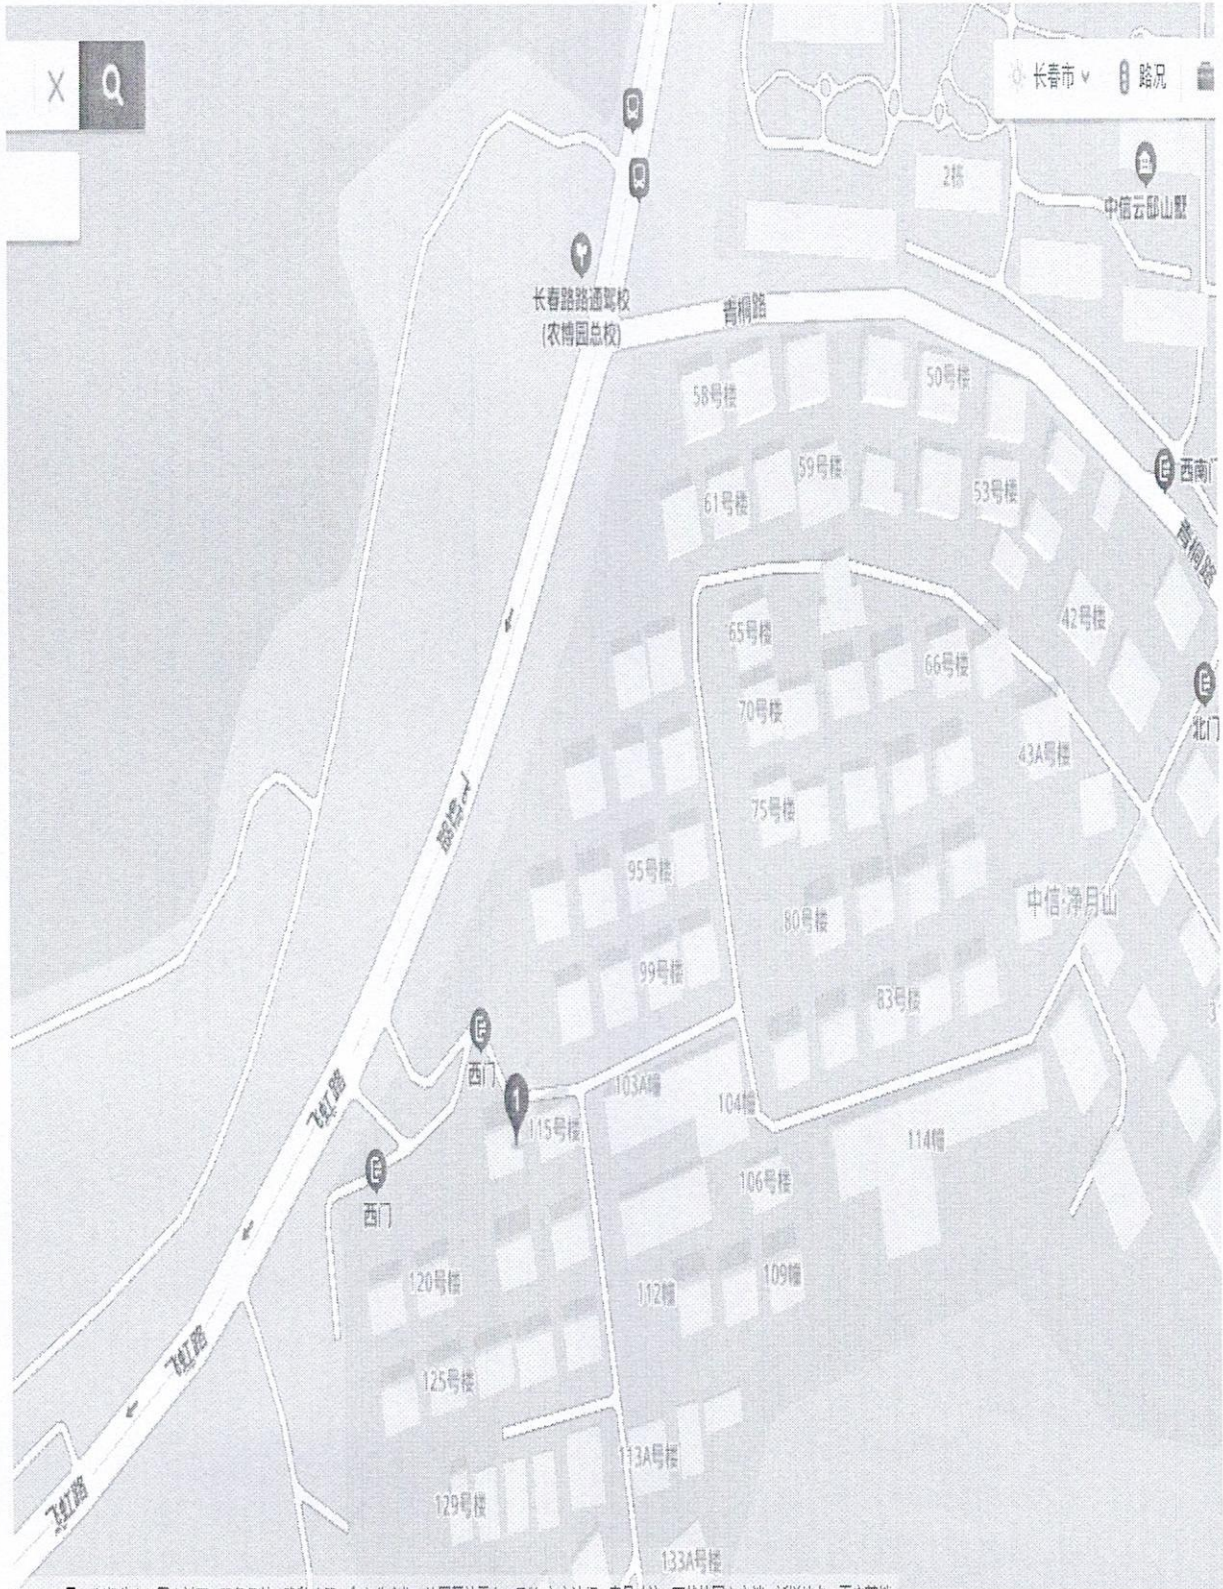 长春市
路况
2栋
中信云邸山墅
长春路路通驾校
(农博园总校)
青桐路
58号楼
50号楼
59号楼
61号楼
53号楼
西南门
青桐路
65号楼
42号楼
66号楼
70号楼
北门
43A号楼
75号楼
95号楼
80号楼
中信·净月山
99号楼
83号楼
西门
飞虹路
103A幢
104幢
1
115号楼
114幢
106号楼
西门
120号楼
112幢
109幢
飞虹路
125号楼
113A号楼
129号楼
飞虹路
133A号楼